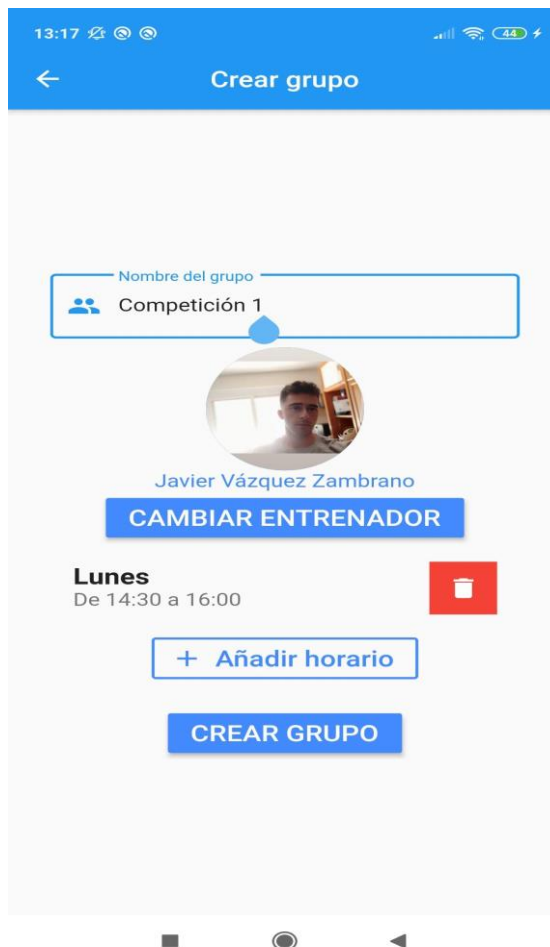 13:17
44
Crear grupo
Nombre del grupo
Competición 1
Javier Vázquez Zambrano
CAMBIAR ENTRENADOR
Lunes
De 14:30 a 16:00
+ Añadir horario
CREAR GRUPO